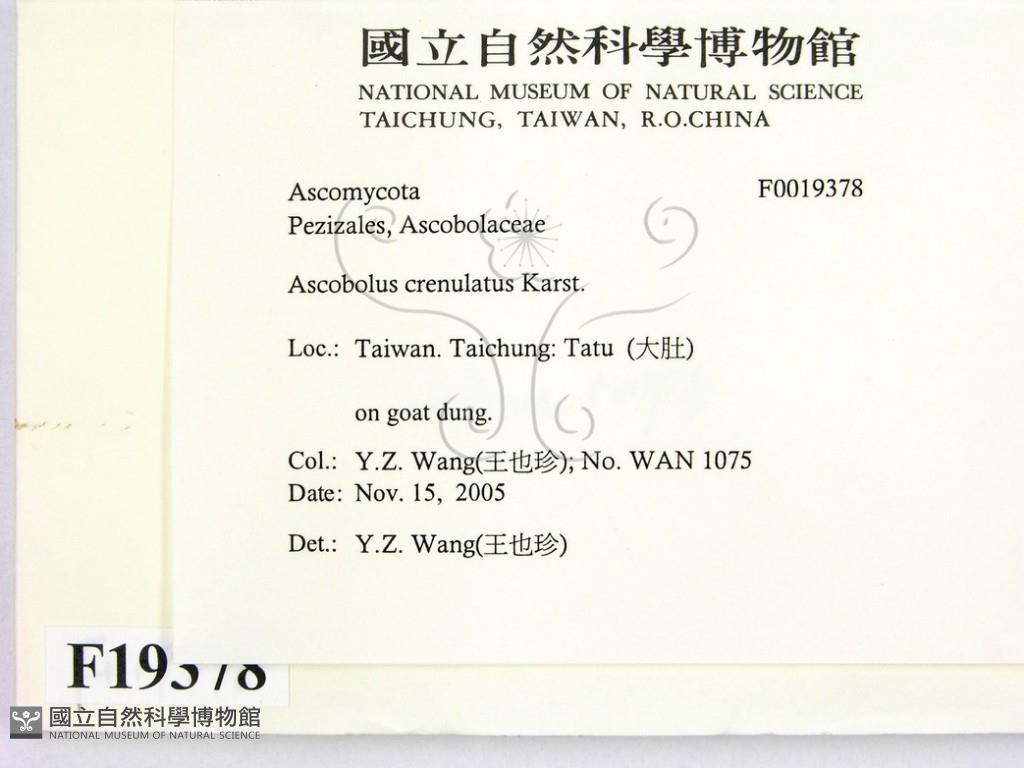 國立自然科學博物館
NATIONAL MUSEUM OF NATURAL SCIENCE
TAICHUNG, TAIWAN, R.O.CHINA
Ascomycota F0019378
Pezizales, Ascobolaceae
Ascobolus crenulatus Karst.
Loc.: Taiwan. Taichung: Tatu (大肚)
on goat dung.
Col.: Y.Z. Wang(王也珍); No. WAN 1075
Date: Nov. 15, 2005
Det.: Y.Z. Wang(王也珍)
F19378
國立自然科學博物館
NATIONAL MUSEUM OF NATURAL SCIENCE